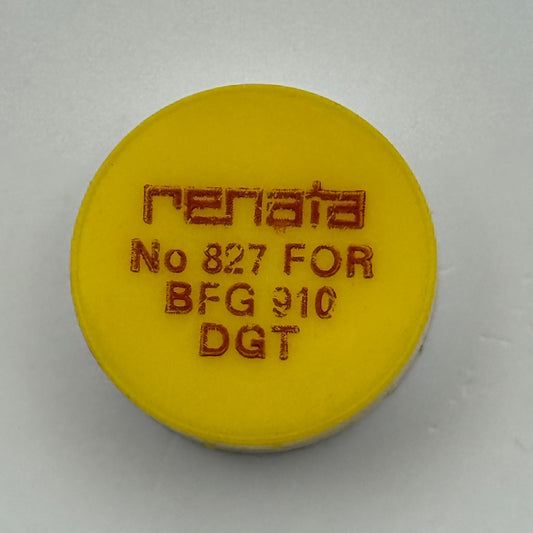 renata
No 827 FOR
BFG 910
DGT